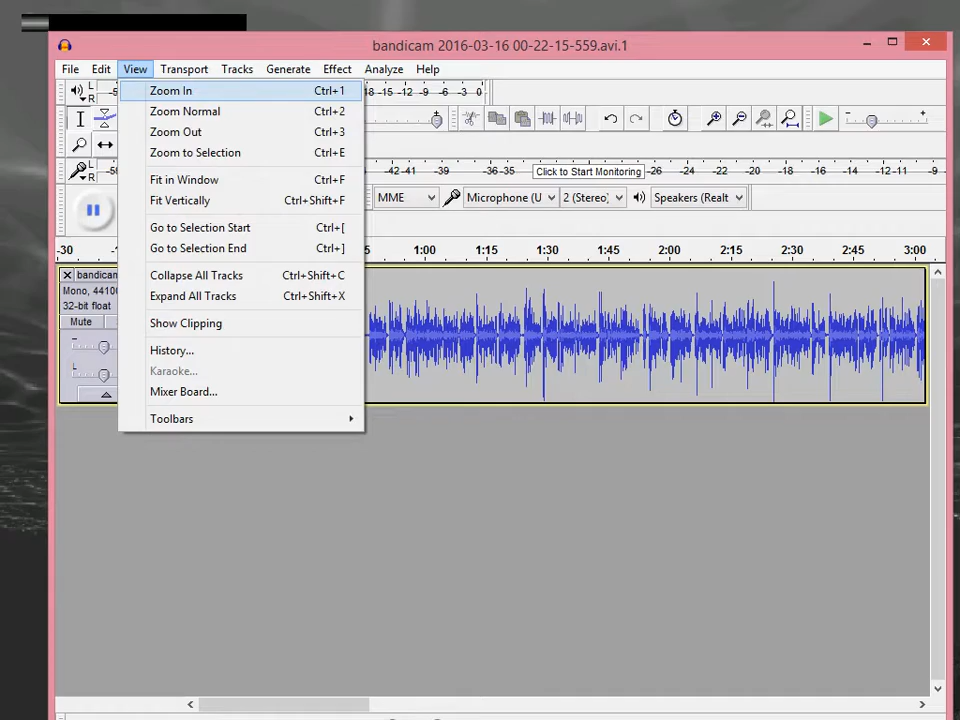 bandicam 2016-03-16 00-22-15-559.avi.1
File Edit View Transport Tracks Generate Effect Analyze Help
Zoom In Ctrl+1
Zoom Normal Ctrl+2
Zoom Out Ctrl+3
Zoom to Selection Ctrl+E
Fit in Window Ctrl+F
Fit Vertically Ctrl+Shift+F
Go to Selection Start Ctrl+[
Go to Selection End Ctrl+]
Collapse All Tracks Ctrl+Shift+C
Expand All Tracks Ctrl+Shift+X
Show Clipping
History...
Karaoke...
Mixer Board...
Toolbars
L
R
-18 -15 -12 -9 -6 -3 0
- +
L
R
-42 -41 -39 -36 -35 Click to Start Monitoring -26 -24 -20 -18 -14 -12 -11 -9
MME Microphone (U 2 (Stereo) Speakers (Realt
-30 1:00 1:15 1:30 1:45 2:00 2:15 2:30 2:45 3:00
bandicam
Mono, 44100
32-bit float
Mute
- 
L